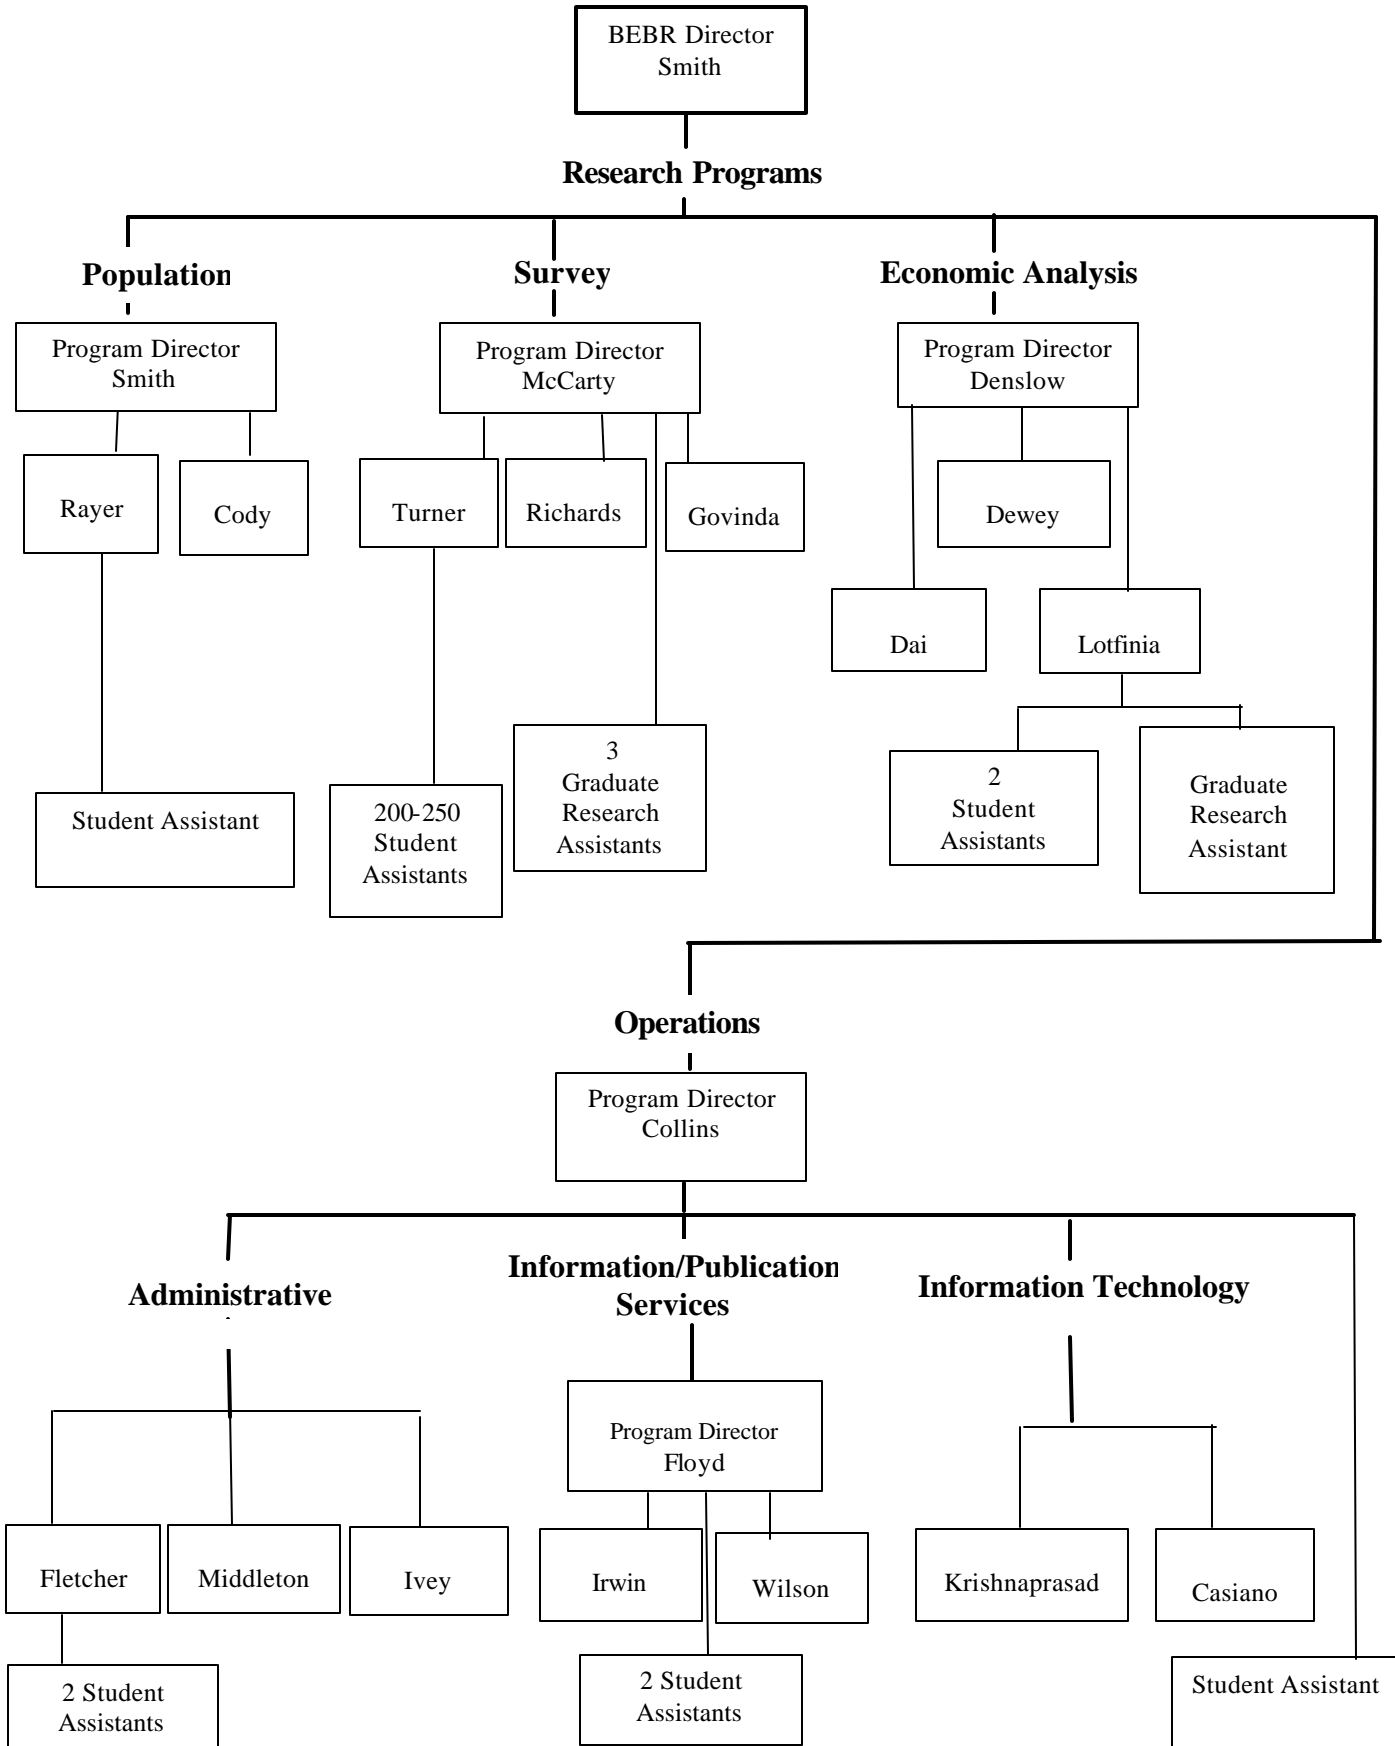 BEBR Director
Smith
Research Programs
Population
Survey
Economic Analysis
Program Director
Smith
Program Director
McCarty
Program Director
Denslow
Rayer
Cody
Turner
Richards
Govinda
Dewey
Dai
Lotfinia
Student Assistant
200-250
Student
Assistants
3
Graduate
Research
Assistants
2
Student
Assistants
Graduate
Research
Assistant
Operations
Program Director
Collins
Administrative
Information/Publication
Services
Information Technology
Program Director
Floyd
Fletcher
Middleton
Ivey
Irwin
Wilson
Krishnaprasad
Casiano
2 Student
Assistants
2 Student
Assistants
Student Assistant